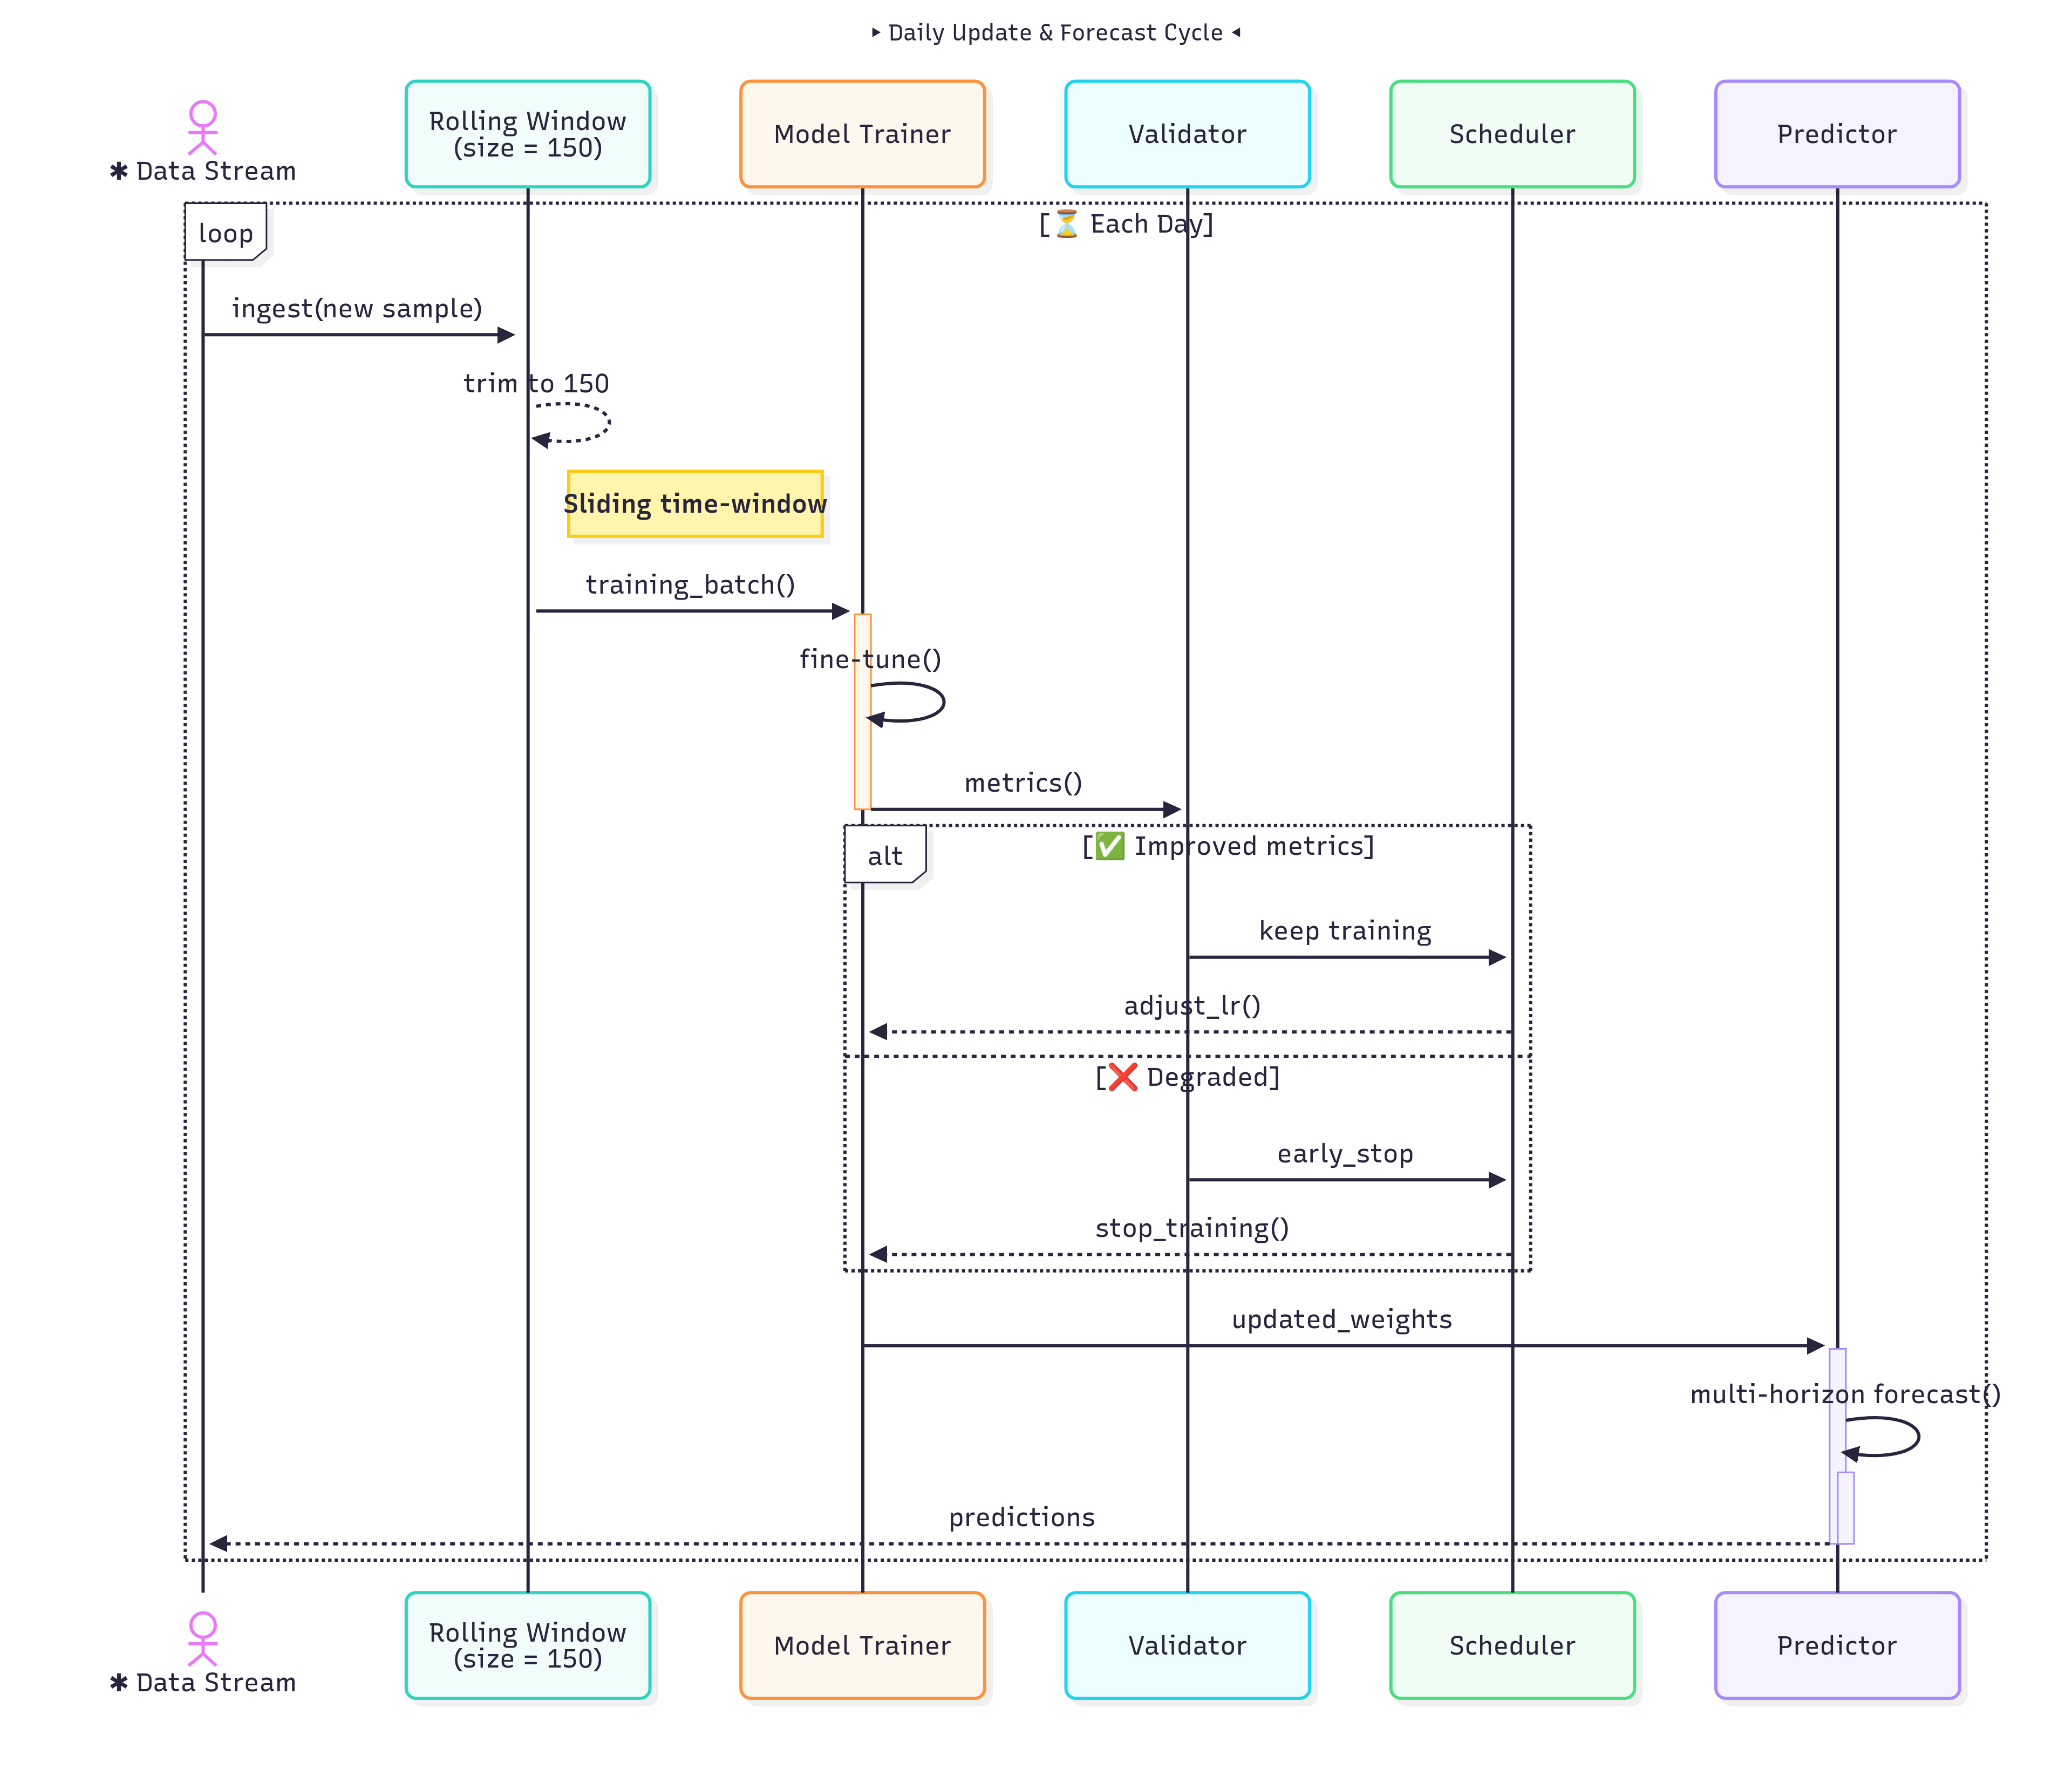 ▸ Daily Update & Forecast Cycle ◂
✱ Data Stream
Rolling Window
(size = 150)
Model Trainer
Validator
Scheduler
Predictor
loop
[⏳ Each Day]
ingest(new sample)
trim to 150
Sliding time-window
training_batch()
fine-tune()
metrics()
alt
[✅ Improved metrics]
keep training
adjust_lr()
[❌ Degraded]
early_stop
stop_training()
updated_weights
multi-horizon forecast()
predictions
✱ Data Stream
Rolling Window
(size = 150)
Model Trainer
Validator
Scheduler
Predictor